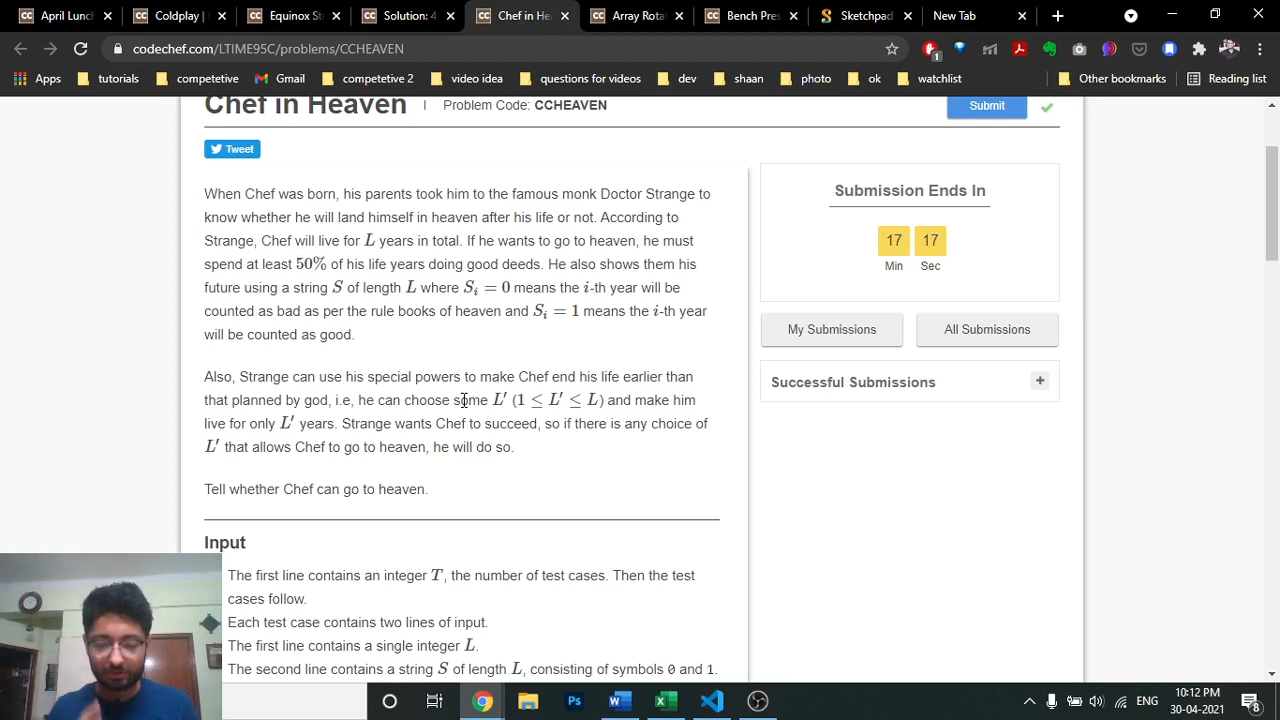 April Lunch
Coldplay |
Equinox St
Solution: 4
Chef in He
Array Rota
Bench Pres
Sketchpad
New Tab
codechef.com/LTIME95C/problems/CCHEAVEN
1
Apps
tutorials
competetive
Gmail
competetive 2
video idea
questions for videos
dev
shaan
photo
ok
watchlist
Other bookmarks
Reading list
Chef in Heaven
Problem Code: CCHEAVEN
Submit
Tweet
When Chef was born, his parents took him to the famous monk Doctor Strange to
know whether he will land himself in heaven after his life or not. According to
Strange, Chef will live for L years in total. If he wants to go to heaven, he must
spend at least 50% of his life years doing good deeds. He also shows them his
future using a string S of length L where Sᵢ = 0 means the i-th year will be
counted as bad as per the rule books of heaven and Sᵢ = 1 means the i-th year
will be counted as good.
Also, Strange can use his special powers to make Chef end his life earlier than
that planned by god, i.e, he can choose some L′ (1 ≤ L′ ≤ L) and make him
live for only L′ years. Strange wants Chef to succeed, so if there is any choice of
L′ that allows Chef to go to heaven, he will do so.
Tell whether Chef can go to heaven.
Input
The first line contains an integer T, the number of test cases. Then the test
cases follow.
Each test case contains two lines of input.
The first line contains a single integer L.
The second line contains a string S of length L, consisting of symbols 0 and 1.
Submission Ends In
17 17
Min Sec
My Submissions
All Submissions
Successful Submissions
ENG
10:12 PM
30-04-2021
8